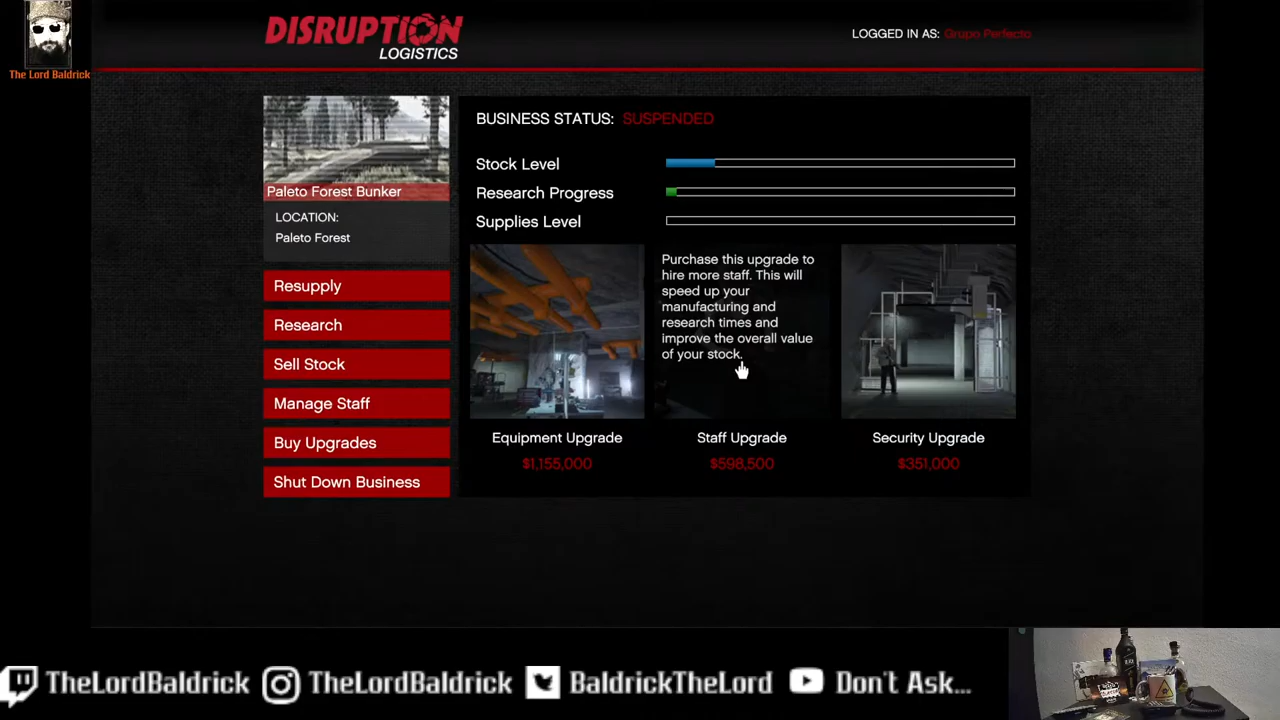 DISRUPTION
LOGISTICS
LOGGED IN AS: Grupo Perfecto
The Lord Baldrick
Paleto Forest Bunker
LOCATION:
Paleto Forest
Resupply
Research
Sell Stock
Manage Staff
Buy Upgrades
Shut Down Business
BUSINESS STATUS: SUSPENDED
Stock Level
Research Progress
Supplies Level
Purchase this upgrade to
hire more staff. This will
speed up your
manufacturing and
research times and
improve the overall value
of your stock.
Equipment Upgrade
$1,155,000
Staff Upgrade
$598,500
Security Upgrade
$351,000
TheLordBaldrick
TheLordBaldrick
BaldrickTheLord
Don't Ask...